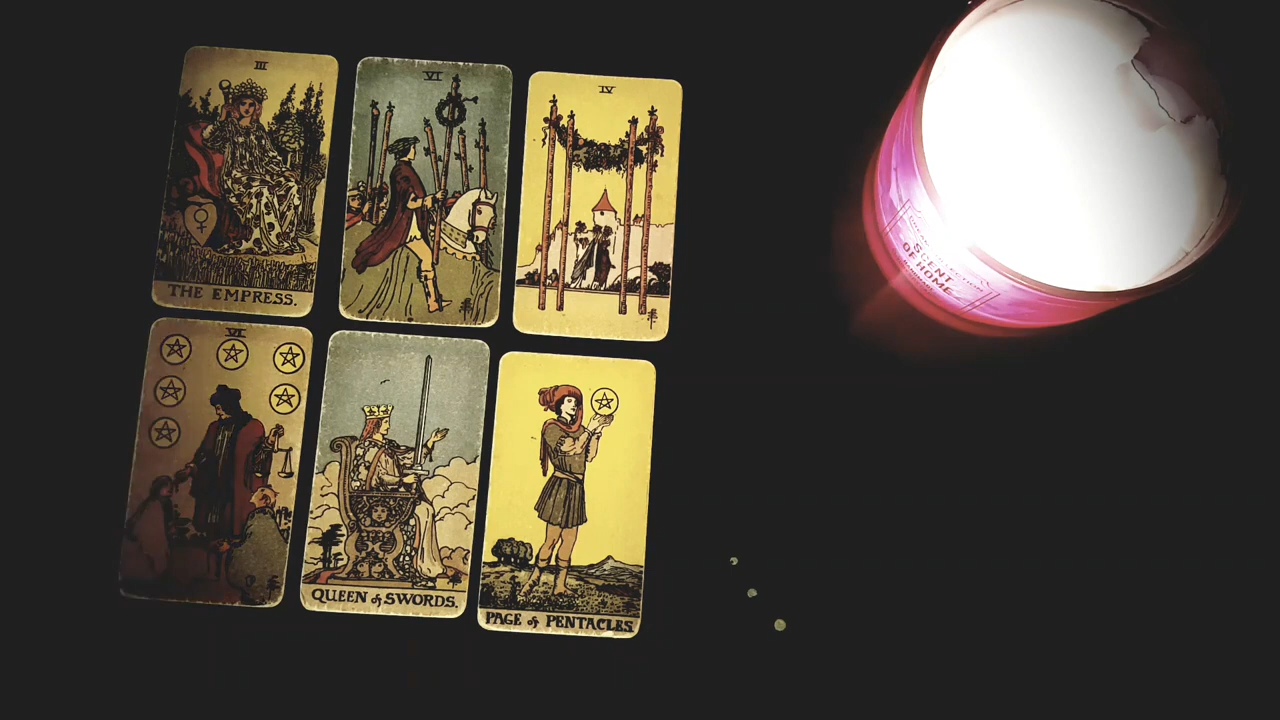 III
VI
IV
THE EMPRESS.
VI
QUEEN of SWORDS.
PAGE of PENTACLES.
SCENT
OF HOME